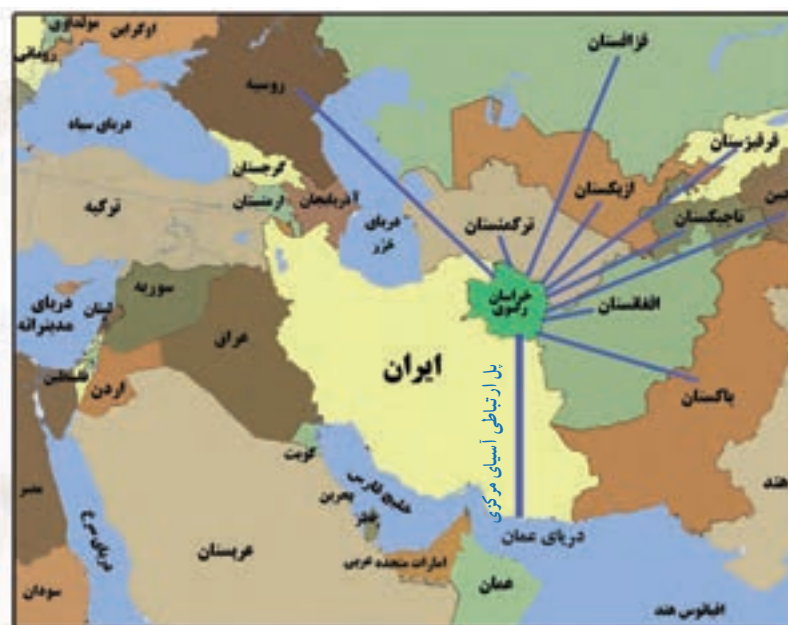 مولداوی
اوکراین
رومانی
قزاقستان
روسیه
دریای سیاه
قرقیزستان
گرجستان
ازبکستان
چین
ارمنستان
آذربایجان
ترکیه
تاجیکستان
دریای
خزر
ترکمنستان
خراسان
رضوی
افغانستان
سوریه
لبنان
دریای
مدیترانه
عراق
ایران
فلسطین
اردن
پاکستان
پل ارتباطی آسیای مرکزی
کویت
خلیج فارس
بحرین
قطر
هند
مصر
دریای سرخ
دریای عمان
عربستان
امارات متحده عربی
عمان
سودان
اقیانوس هند